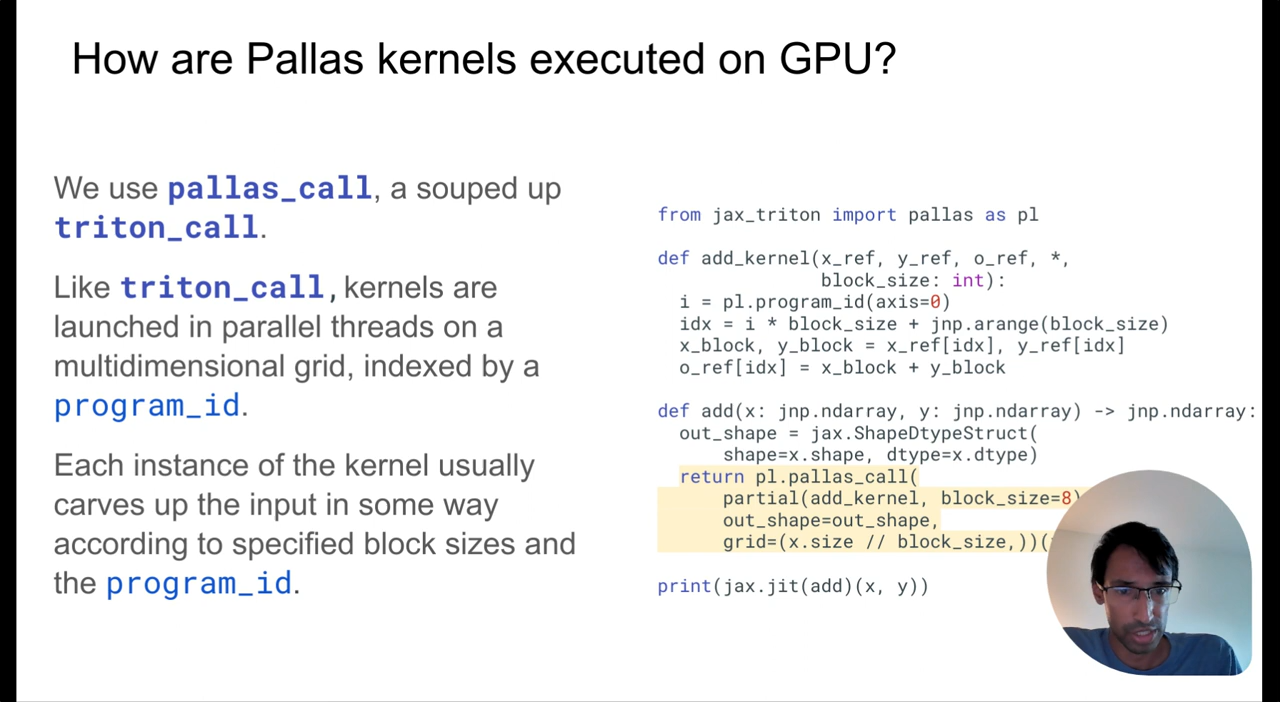 How are Pallas kernels executed on GPU?
We use pallas_call, a souped up
triton_call.
Like triton_call, kernels are
launched in parallel threads on a
multidimensional grid, indexed by a
program_id.
Each instance of the kernel usually
carves up the input in some way
according to specified block sizes and
the program_id.
from jax_triton import pallas as pl
def add_kernel(x_ref, y_ref, o_ref, *,
block_size: int):
i = pl.program_id(axis=0)
idx = i * block_size + jnp.arange(block_size)
x_block, y_block = x_ref[idx], y_ref[idx]
o_ref[idx] = x_block + y_block
def add(x: jnp.ndarray, y: jnp.ndarray) -> jnp.ndarray:
out_shape = jax.ShapeDtypeStruct(
shape=x.shape, dtype=x.dtype)
return pl.pallas_call(
partial(add_kernel, block_size=8)
out_shape=out_shape,
grid=(x.size // block_size,))(
print(jax.jit(add)(x, y))